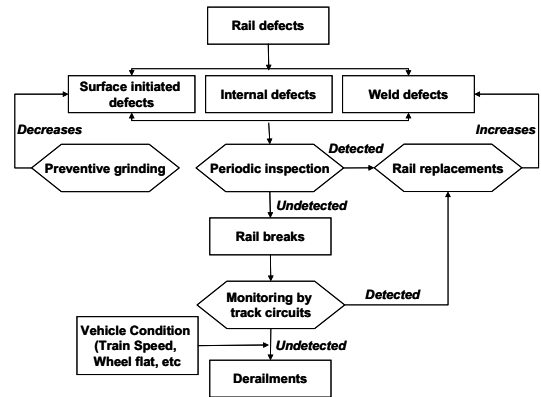 Rail defects
Surface initiated
defects
Internal defects
Weld defects
Decreases
Increases
Preventive grinding
Periodic inspection
Detected
Rail replacements
Undetected
Rail breaks
Monitoring by
track circuits
Detected
Vehicle Condition
(Train Speed,
Wheel flat, etc
Undetected
Derailments